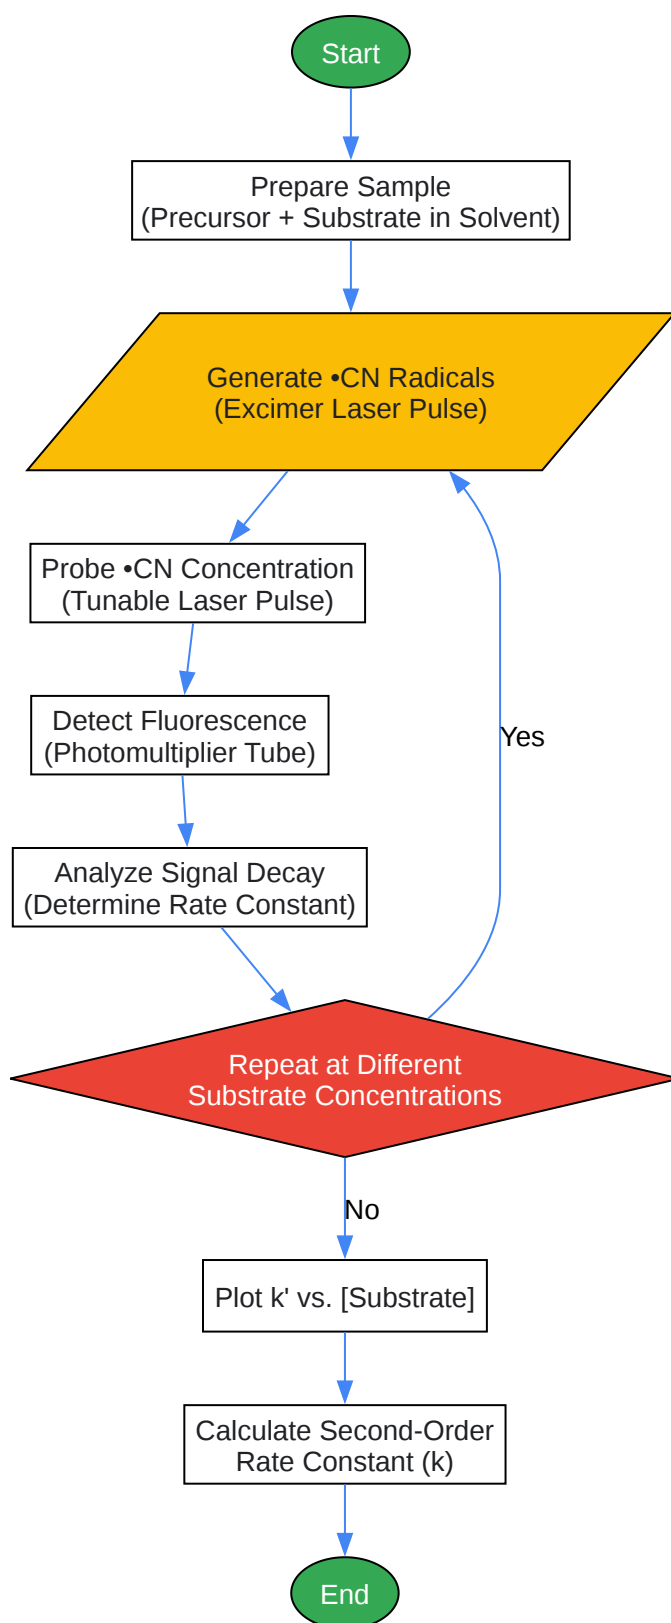 Start
Prepare Sample
(Precursor + Substrate in Solvent)
Generate •CN Radicals
(Excimer Laser Pulse)
Probe •CN Concentration
(Tunable Laser Pulse)
Detect Fluorescence
(Photomultiplier Tube)
Yes
Analyze Signal Decay
(Determine Rate Constant)
Repeat at Different
Substrate Concentrations
No
Plot k' vs. [Substrate]
Calculate Second-Order
Rate Constant (k)
End